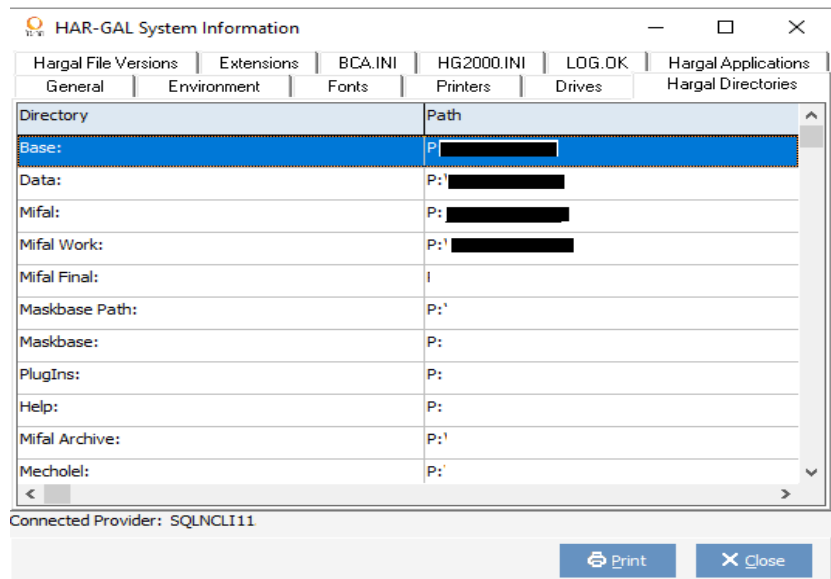 HAR-GAL System Information
Hargal File Versions Extensions BCA.INI HG2000.INI LOG.OK Hargal Applications
General Environment Fonts Printers Drives Hargal Directories
Directory Path
Base: P
Data: P:\
Mifal: P:
Mifal Work: P:\
Mifal Final:
Maskbase Path: P:
Maskbase: P:
PlugIns: P:
Help: P:
Mifal Archive: P:\
Mecholel: P:
Connected Provider: SQLNCLI11
Print Close